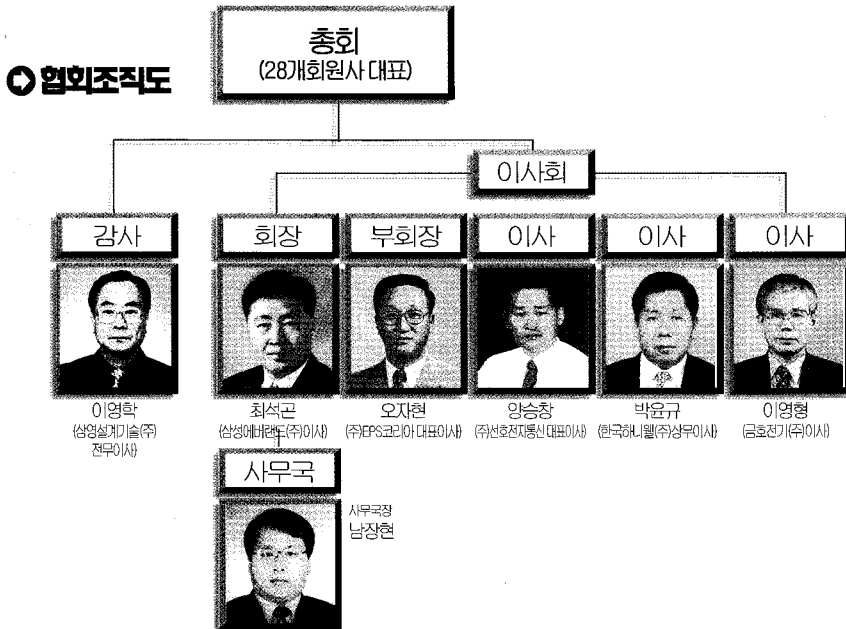 협회조직도
총회
(28개회원사 대표)
이사회
감사
회장
부회장
이사
이사
이사
이영학
(삼영설계기술(주)
전무이사)
최석곤
(삼성에버랜드(주)이사)
오자현
((주)EPS코리아 대표이사)
양승창
((주)선호전자통신 대표이사)
박윤규
(한국하니웰(주)상무이사)
이영형
(금호전기(주)이사)
사무국
사무국장
남장현